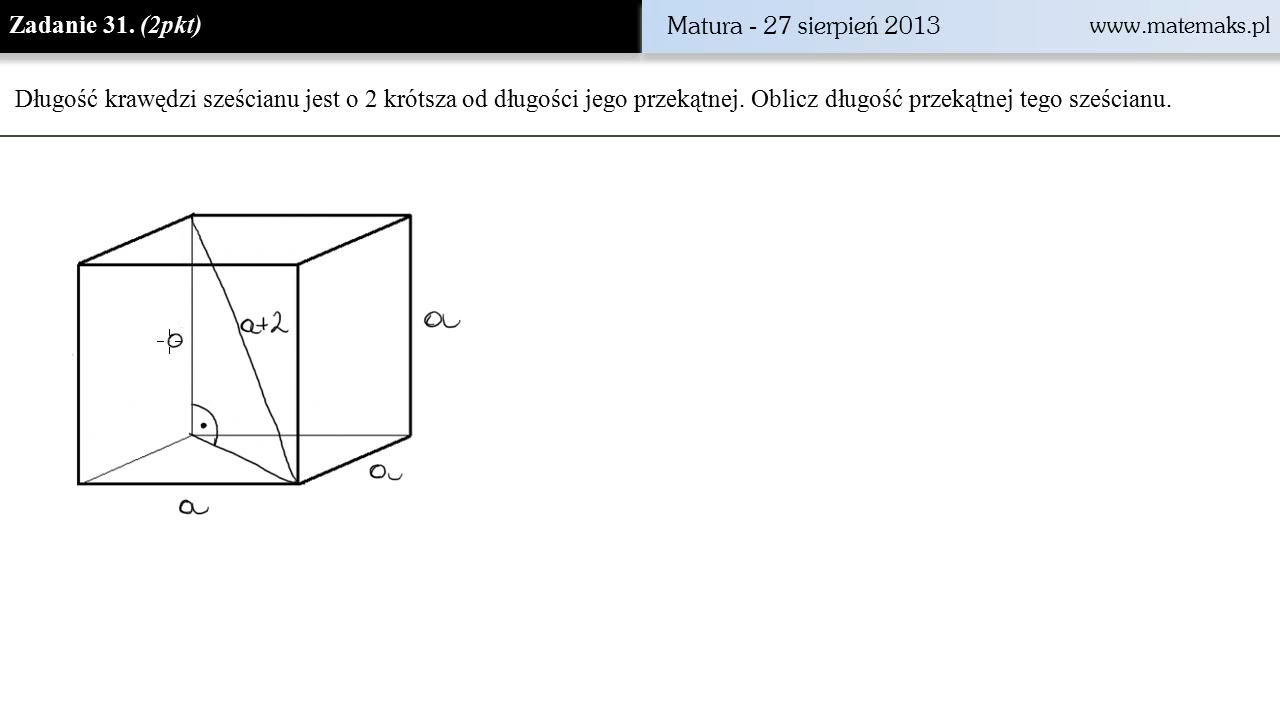 Zadanie 31. (2pkt)
Matura - 27 sierpień 2013
www.matemaks.pl
Długość krawędzi sześcianu jest o 2 krótsza od długości jego przekątnej. Oblicz długość przekątnej tego sześcianu.
a+2
a
a
a